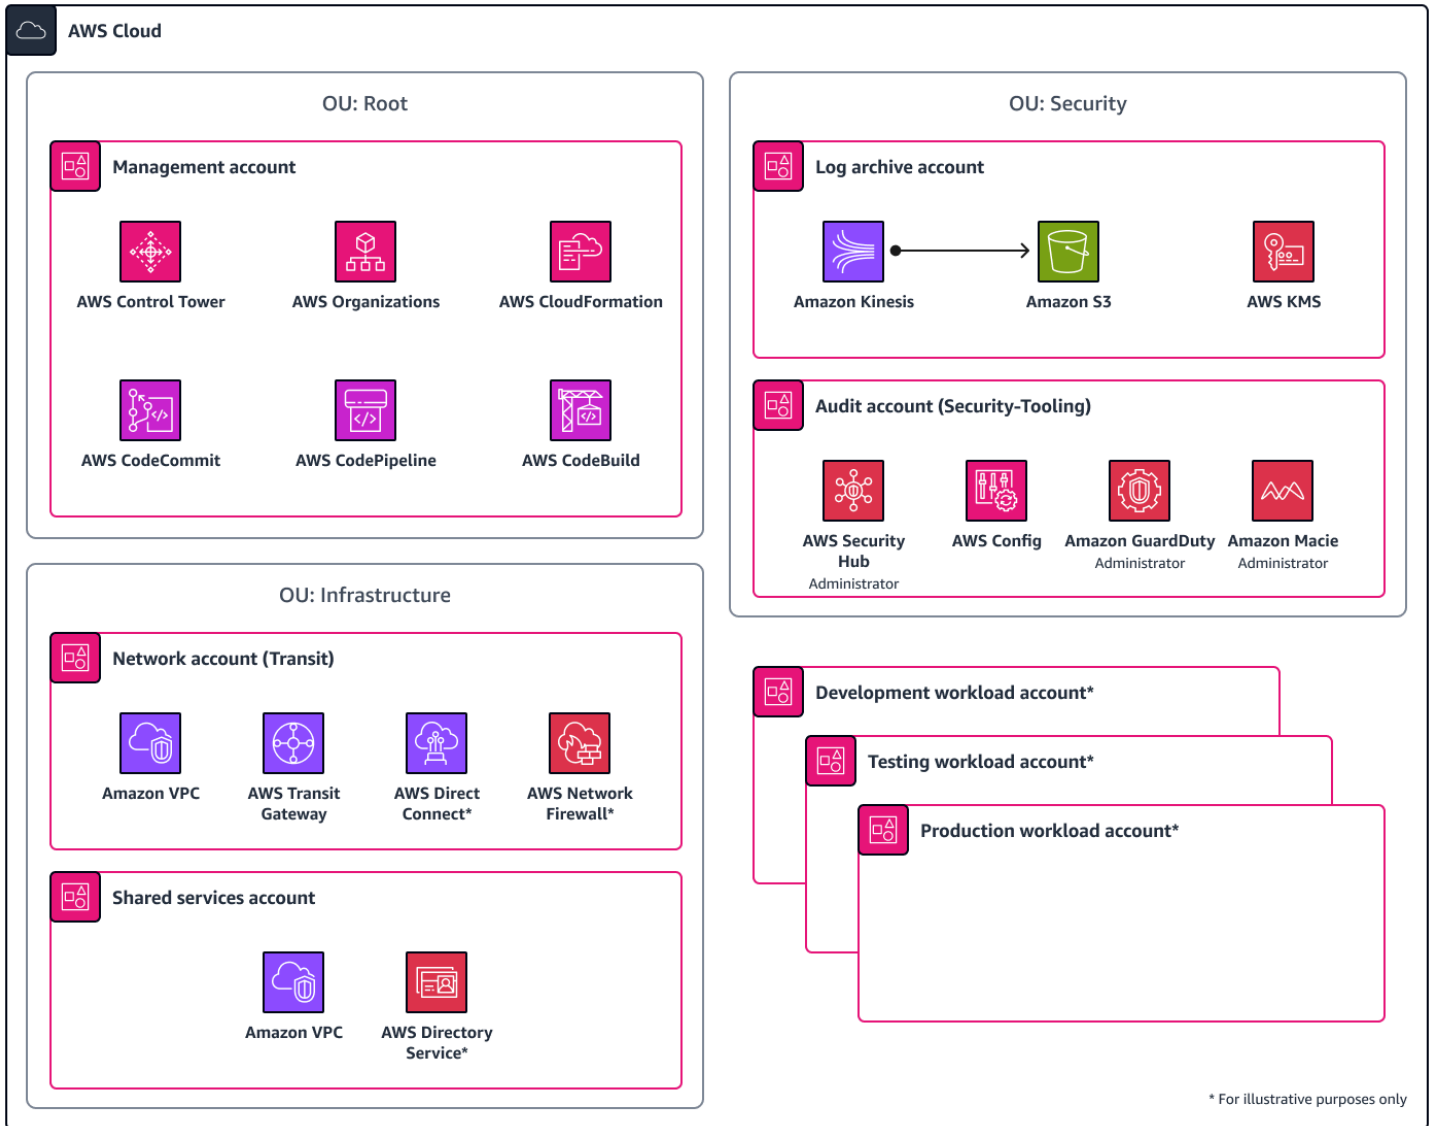 AWS Cloud
OU: Root
Management account
AWS Control Tower
AWS Organizations
AWS CloudFormation
AWS CodeCommit
AWS CodePipeline
AWS CodeBuild
OU: Security
Log archive account
Amazon Kinesis
Amazon S3
AWS KMS
Audit account (Security-Tooling)
AWS Security
Hub
Administrator
AWS Config
Amazon GuardDuty
Administrator
Amazon Macie
Administrator
OU: Infrastructure
Network account (Transit)
Amazon VPC
AWS Transit
Gateway
AWS Direct
Connect*
AWS Network
Firewall*
Shared services account
Amazon VPC
AWS Directory
Service*
Development workload account*
Testing workload account*
Production workload account*
* For illustrative purposes only